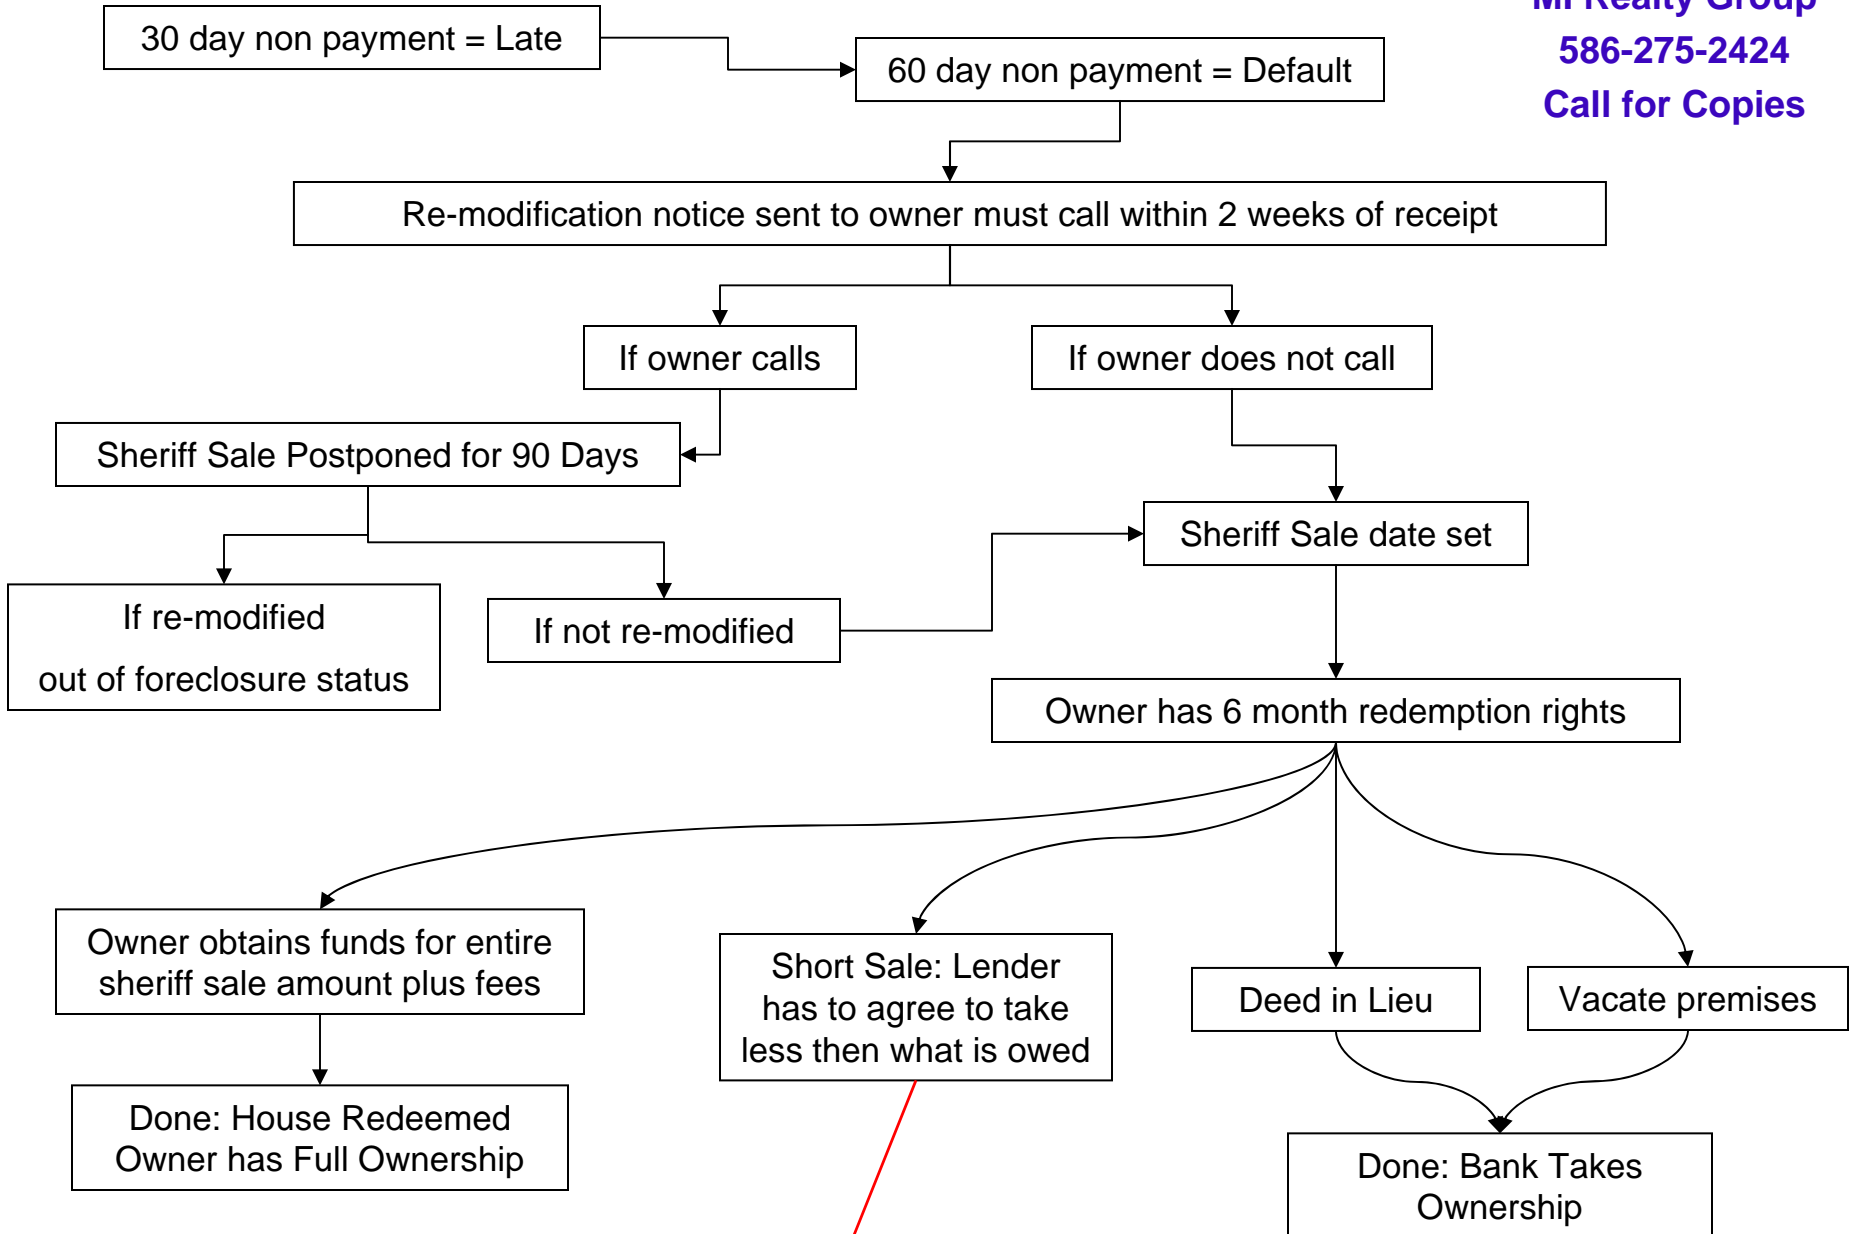 MI Realty Group
586-275-2424
Call for Copies
30 day non payment = Late
60 day non payment = Default
Re-modification notice sent to owner must call within 2 weeks of receipt
If owner calls
If owner does not call
Sheriff Sale Postponed for 90 Days
Sheriff Sale date set
If re-modified
out of foreclosure status
If not re-modified
Owner has 6 month redemption rights
Owner obtains funds for entire
sheriff sale amount plus fees
Short Sale: Lender
has to agree to take
less then what is owed
Deed in Lieu
Vacate premises
Done: House Redeemed
Owner has Full Ownership
Done: Bank Takes
Ownership